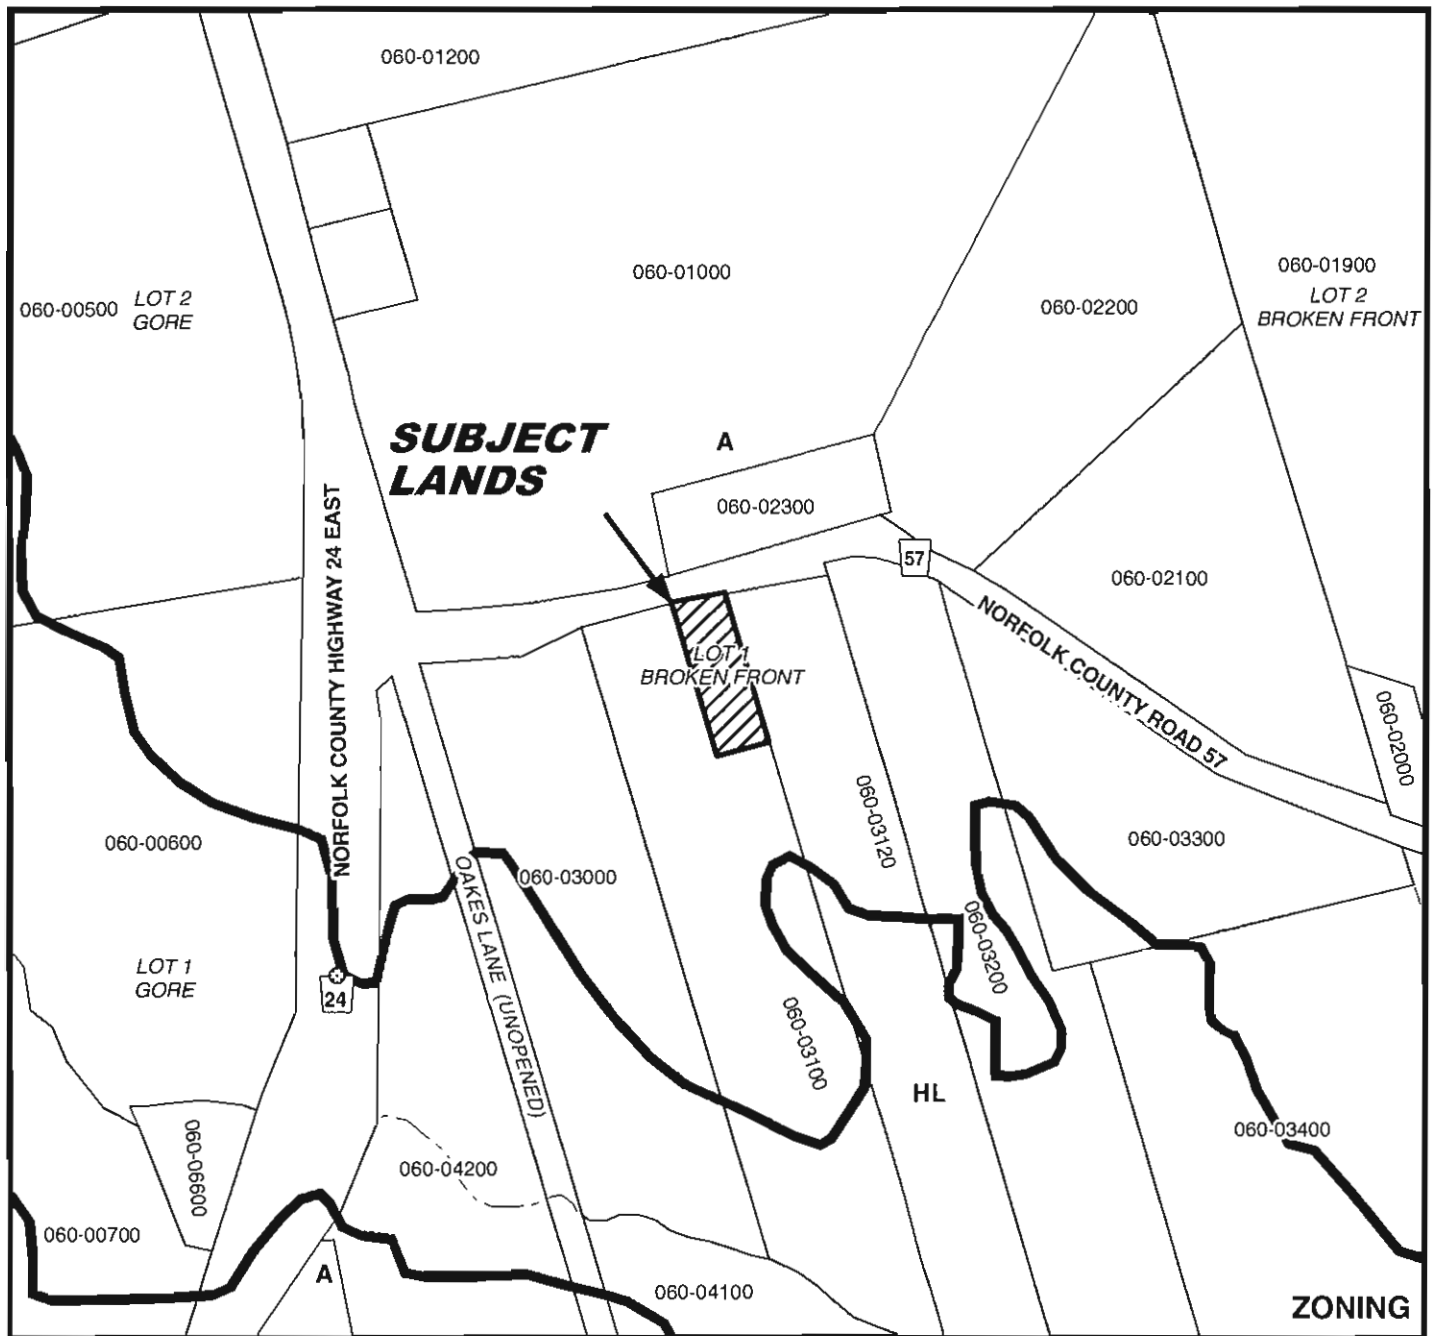 060-01200
060-01000
060-01900
LOT 2
BROKEN FRONT
060-00500
LOT 2
GORE
060-02200
SUBJECT
LANDS
A
060-02300
57
060-02100
NORFOLK COUNTY HIGHWAY 24 EAST
NORFOLK COUNTY ROAD 57
LOT 1
BROKEN FRONT
060-02000
060-00600
060-03120
060-03300
060-03000
OAKES LANE (UNOPENED)
060-03200
LOT 1
GORE
24
060-03100
HL
060-03400
060-06600
060-04200
060-00700
A
060-04100
ZONING